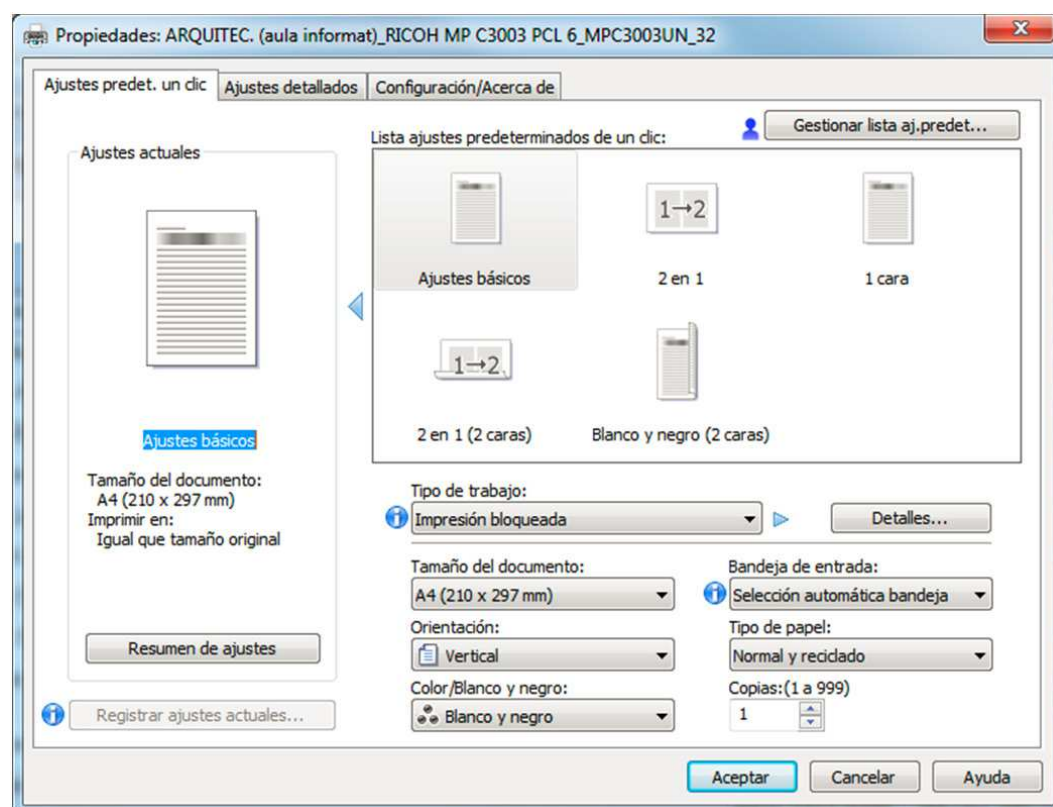 Propiedades: ARQUITEC. (aula informat)_RICOH MP C3003 PCL 6_MPC3003UN_32
Ajustes predet. un clic
Ajustes detallados
Configuración/Acerca de
Ajustes actuales
Ajustes básicos
Tamaño del documento:
A4 (210 x 297 mm)
Imprimir en:
Igual que tamaño original
Resumen de ajustes
Registrar ajustes actuales...
Lista ajustes predeterminados de un clic:
Gestionar lista aj.predet...
Ajustes básicos
1→2
2 en 1
1 cara
1→2
2 en 1 (2 caras)
Blanco y negro (2 caras)
Tipo de trabajo:
Impresión bloqueada
Detalles...
Tamaño del documento:
A4 (210 x 297 mm)
Bandeja de entrada:
Selección automática bandeja
Orientación:
Vertical
Tipo de papel:
Normal y reciclado
Color/Blanco y negro:
Blanco y negro
Copias:(1 a 999)
1
Aceptar
Cancelar
Ayuda